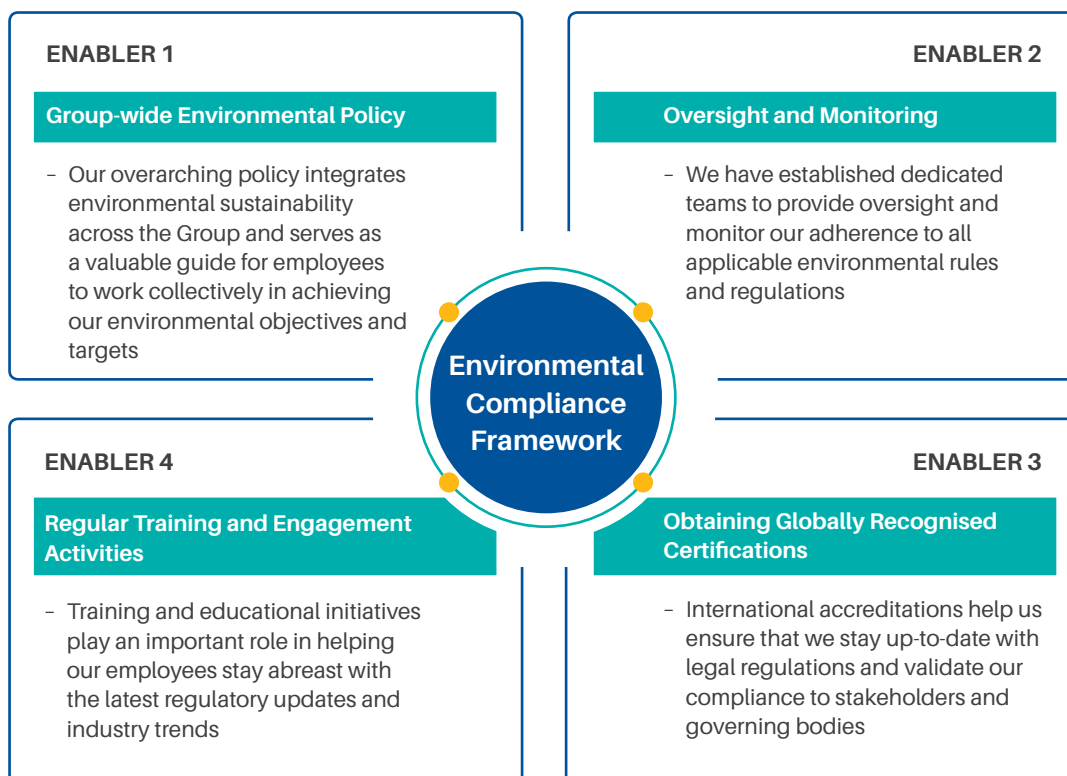 ENABLER 1
Group-wide Environmental Policy
– Our overarching policy integrates
environmental sustainability
across the Group and serves as
a valuable guide for employees
to work collectively in achieving
our environmental objectives and
targets
ENABLER 2
Oversight and Monitoring
– We have established dedicated
teams to provide oversight and
monitor our adherence to all
applicable environmental rules
and regulations
Environmental
Compliance
Framework
ENABLER 4
Regular Training and Engagement
Activities
– Training and educational initiatives
play an important role in helping
our employees stay abreast with
the latest regulatory updates and
industry trends
ENABLER 3
Obtaining Globally Recognised
Certifications
– International accreditations help us
ensure that we stay up-to-date with
legal regulations and validate our
compliance to stakeholders and
governing bodies